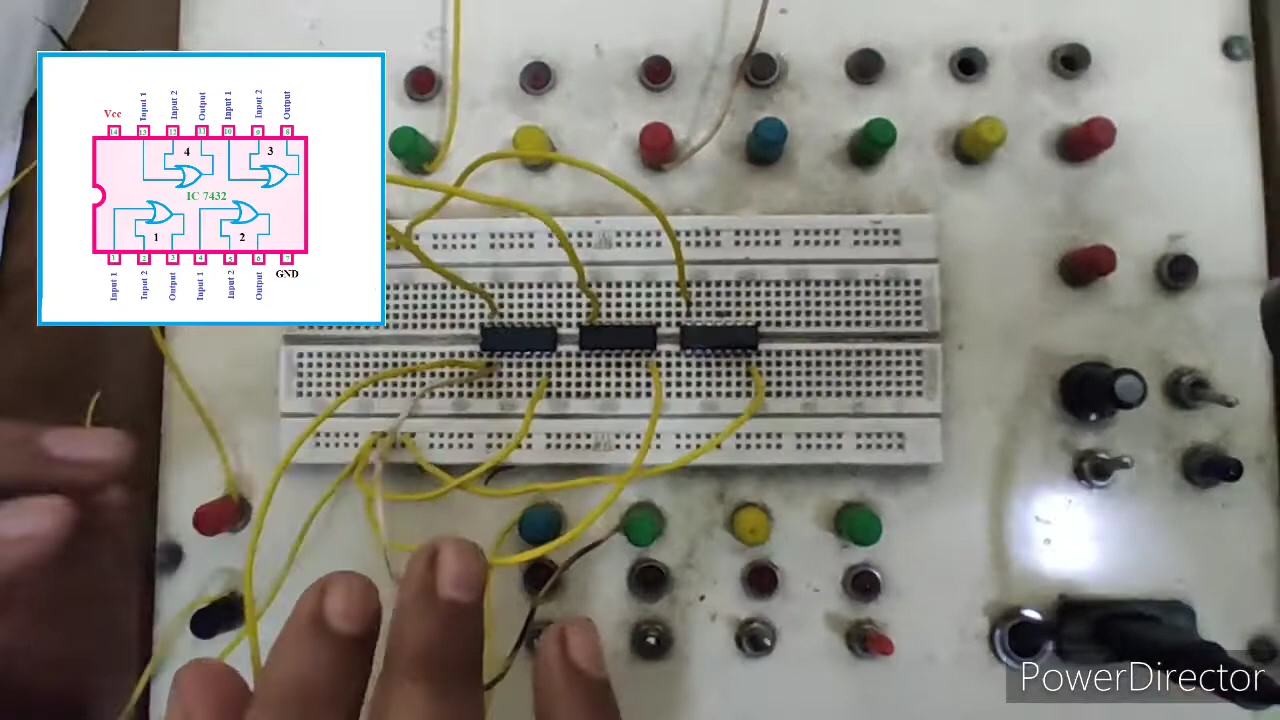 Vcc
Input 1
Input 2
Output
Input 1
Input 2
Output
14
13
12
11
10
9
8
4
3
IC 7432
1
2
1
2
3
4
5
6
7
Input 1
Input 2
Output
Input 1
Input 2
Output
GND
PowerDirector